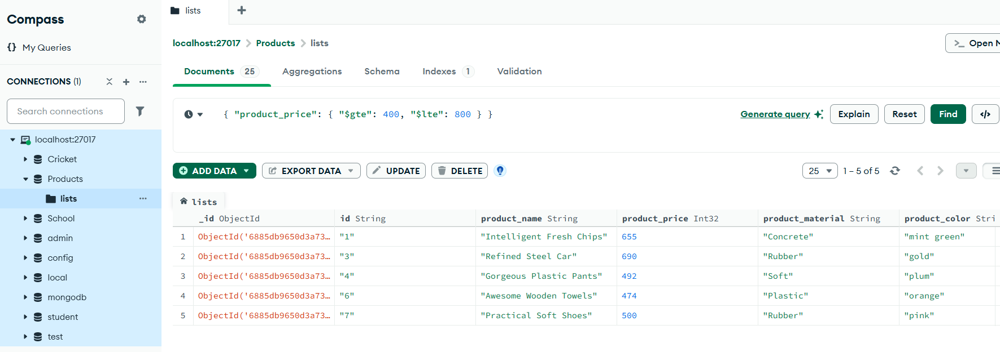 Compass
{} My Queries
CONNECTIONS (1)
Search connections
localhost:27017
Cricket
Products
lists
School
admin
config
local
mongodb
student
test
lists
localhost:27017 > Products > lists
>_ Open M
Documents 25 Aggregations Schema Indexes 1 Validation
{ "product_price": { "$gte": 400, "$lte": 800 } }
Generate query Explain Reset Find </>
ADD DATA EXPORT DATA UPDATE DELETE
25 1 – 5 of 5
lists
_id ObjectId id String product_name String product_price Int32 product_material String product_color Stri
1 ObjectId('6885db9650d3a73… "1" "Intelligent Fresh Chips" 655 "Concrete" "mint green"
2 ObjectId('6885db9650d3a73… "3" "Refined Steel Car" 690 "Rubber" "gold"
3 ObjectId('6885db9650d3a73… "4" "Gorgeous Plastic Pants" 492 "Soft" "plum"
4 ObjectId('6885db9650d3a73… "6" "Awesome Wooden Towels" 474 "Plastic" "orange"
5 ObjectId('6885db9650d3a73… "7" "Practical Soft Shoes" 500 "Rubber" "pink"